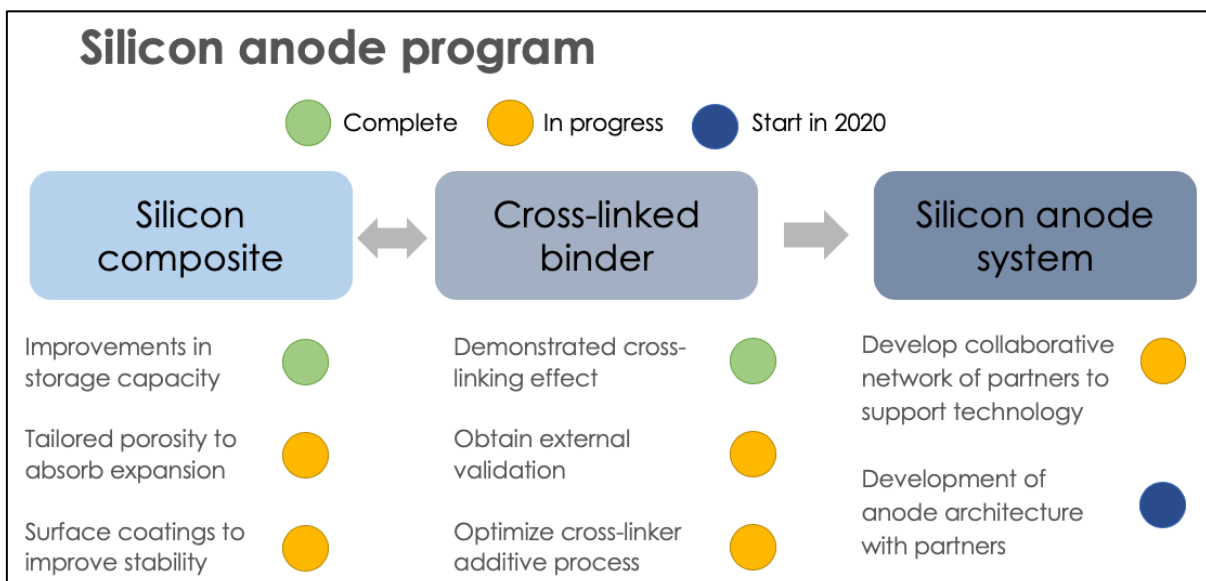 Silicon anode program
Complete
In progress
Start in 2020
Silicon
composite
Cross-linked
binder
Silicon anode
system
Improvements in
storage capacity
Tailored porosity to
absorb expansion
Surface coatings to
improve stability
Demonstrated cross-
linking effect
Obtain external
validation
Optimize cross-linker
additive process
Develop collaborative
network of partners to
support technology
Development of
anode architecture
with partners